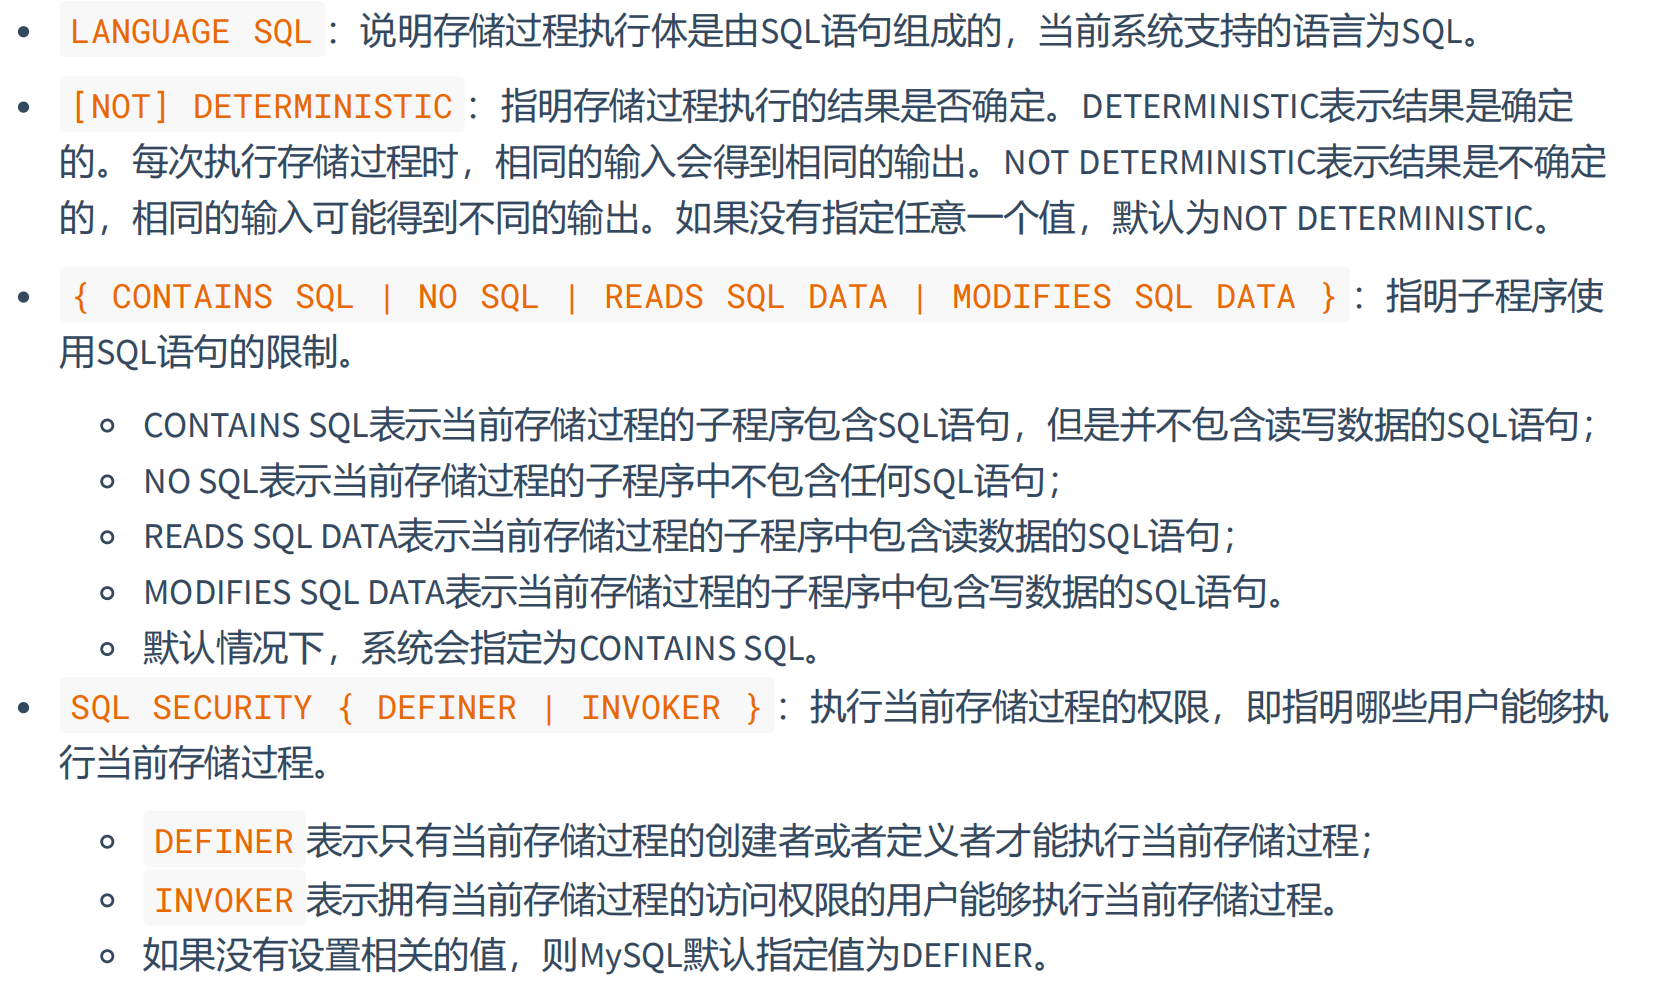 LANGUAGE SQL：说明存储过程执行体是由SQL语句组成的，当前系统支持的语言为SQL。
[NOT] DETERMINISTIC：指明存储过程执行的结果是否确定。DETERMINISTIC表示结果是确定
的。每次执行存储过程时，相同的输入会得到相同的输出。NOT DETERMINISTIC表示结果是不确定
的，相同的输入可能得到不同的输出。如果没有指定任意一个值，默认为NOT DETERMINISTIC。
{ CONTAINS SQL | NO SQL | READS SQL DATA | MODIFIES SQL DATA }：指明子程序使
用SQL语句的限制。
CONTAINS SQL表示当前存储过程的子程序包含SQL语句，但是并不包含读写数据的SQL语句；
NO SQL表示当前存储过程的子程序中不包含任何SQL语句；
READS SQL DATA表示当前存储过程的子程序中包含读数据的SQL语句；
MODIFIES SQL DATA表示当前存储过程的子程序中包含写数据的SQL语句。
默认情况下，系统会指定为CONTAINS SQL。
SQL SECURITY { DEFINER | INVOKER }：执行当前存储过程的权限，即指明哪些用户能够执
行当前存储过程。
DEFINER表示只有当前存储过程的创建者或者定义者才能执行当前存储过程；
INVOKER表示拥有当前存储过程的访问权限的用户能够执行当前存储过程。
如果没有设置相关的值，则MySQL默认指定值为DEFINER。